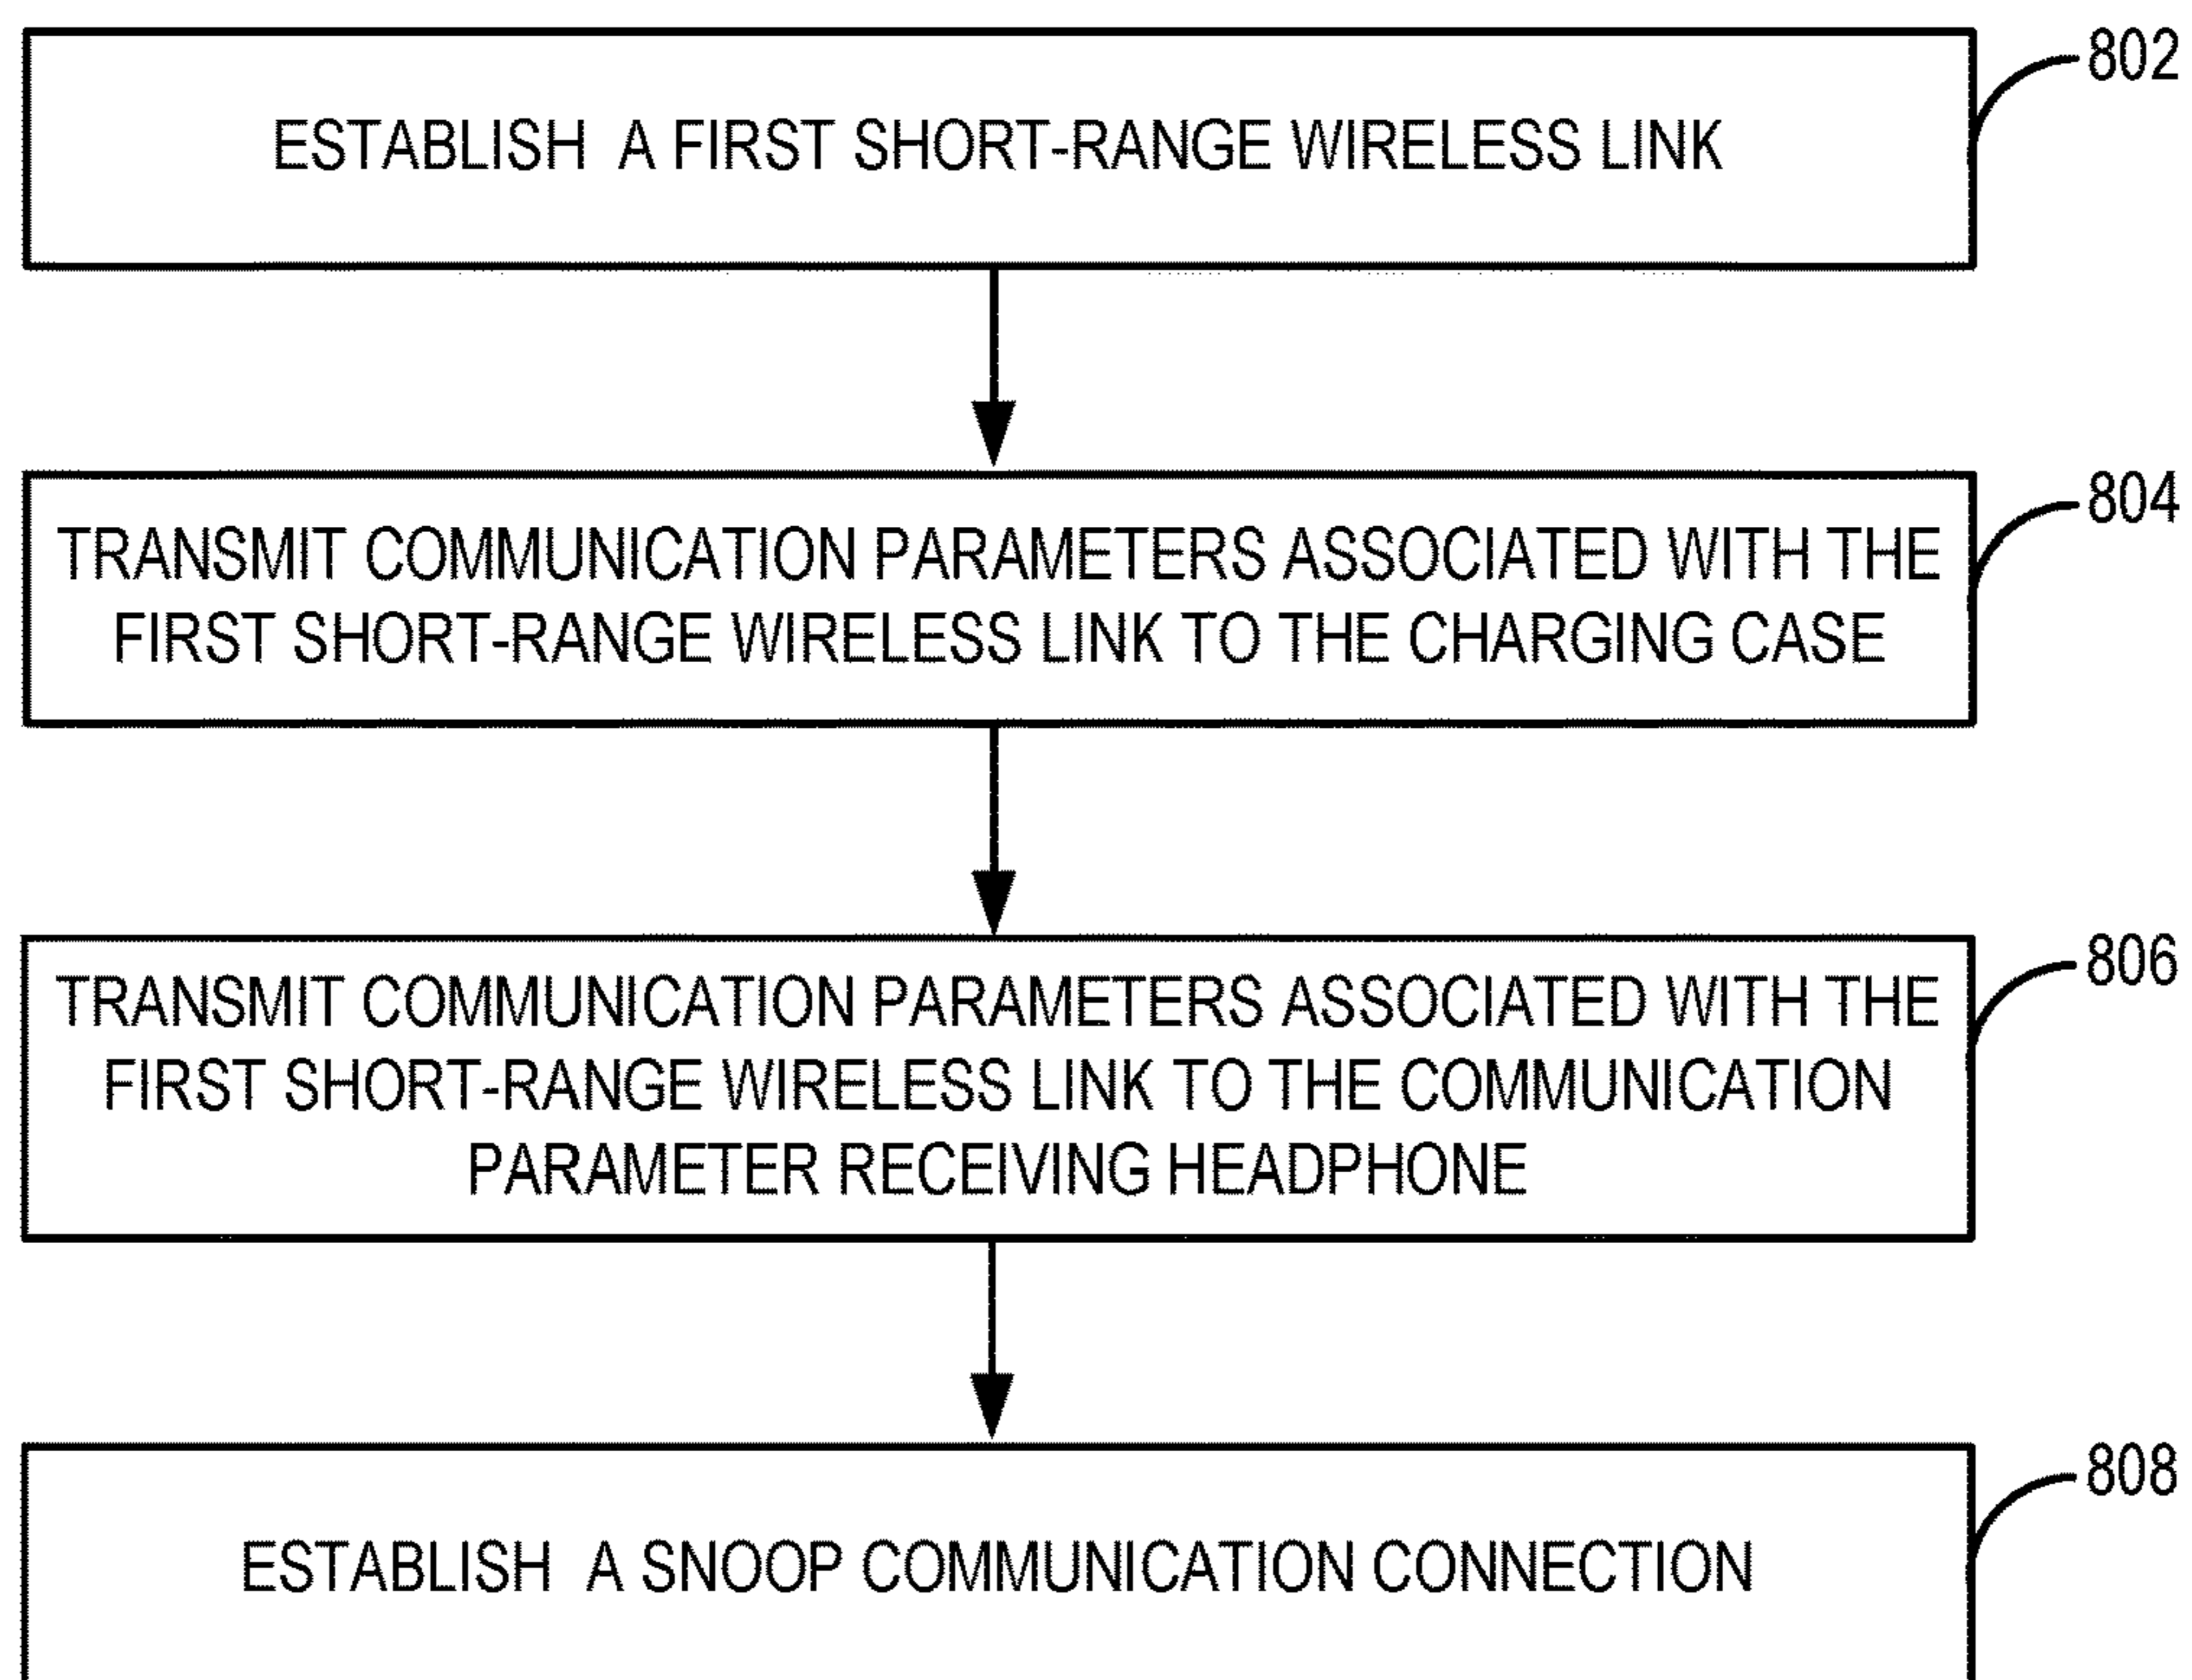 802
ESTABLISH A FIRST SHORT-RANGE WIRELESS LINK
804
TRANSMIT COMMUNICATION PARAMETERS ASSOCIATED WITH THE
FIRST SHORT-RANGE WIRELESS LINK TO THE CHARGING CASE
806
TRANSMIT COMMUNICATION PARAMETERS ASSOCIATED WITH THE
FIRST SHORT-RANGE WIRELESS LINK TO THE COMMUNICATION
PARAMETER RECEIVING HEADPHONE
808
ESTABLISH A SNOOP COMMUNICATION CONNECTION